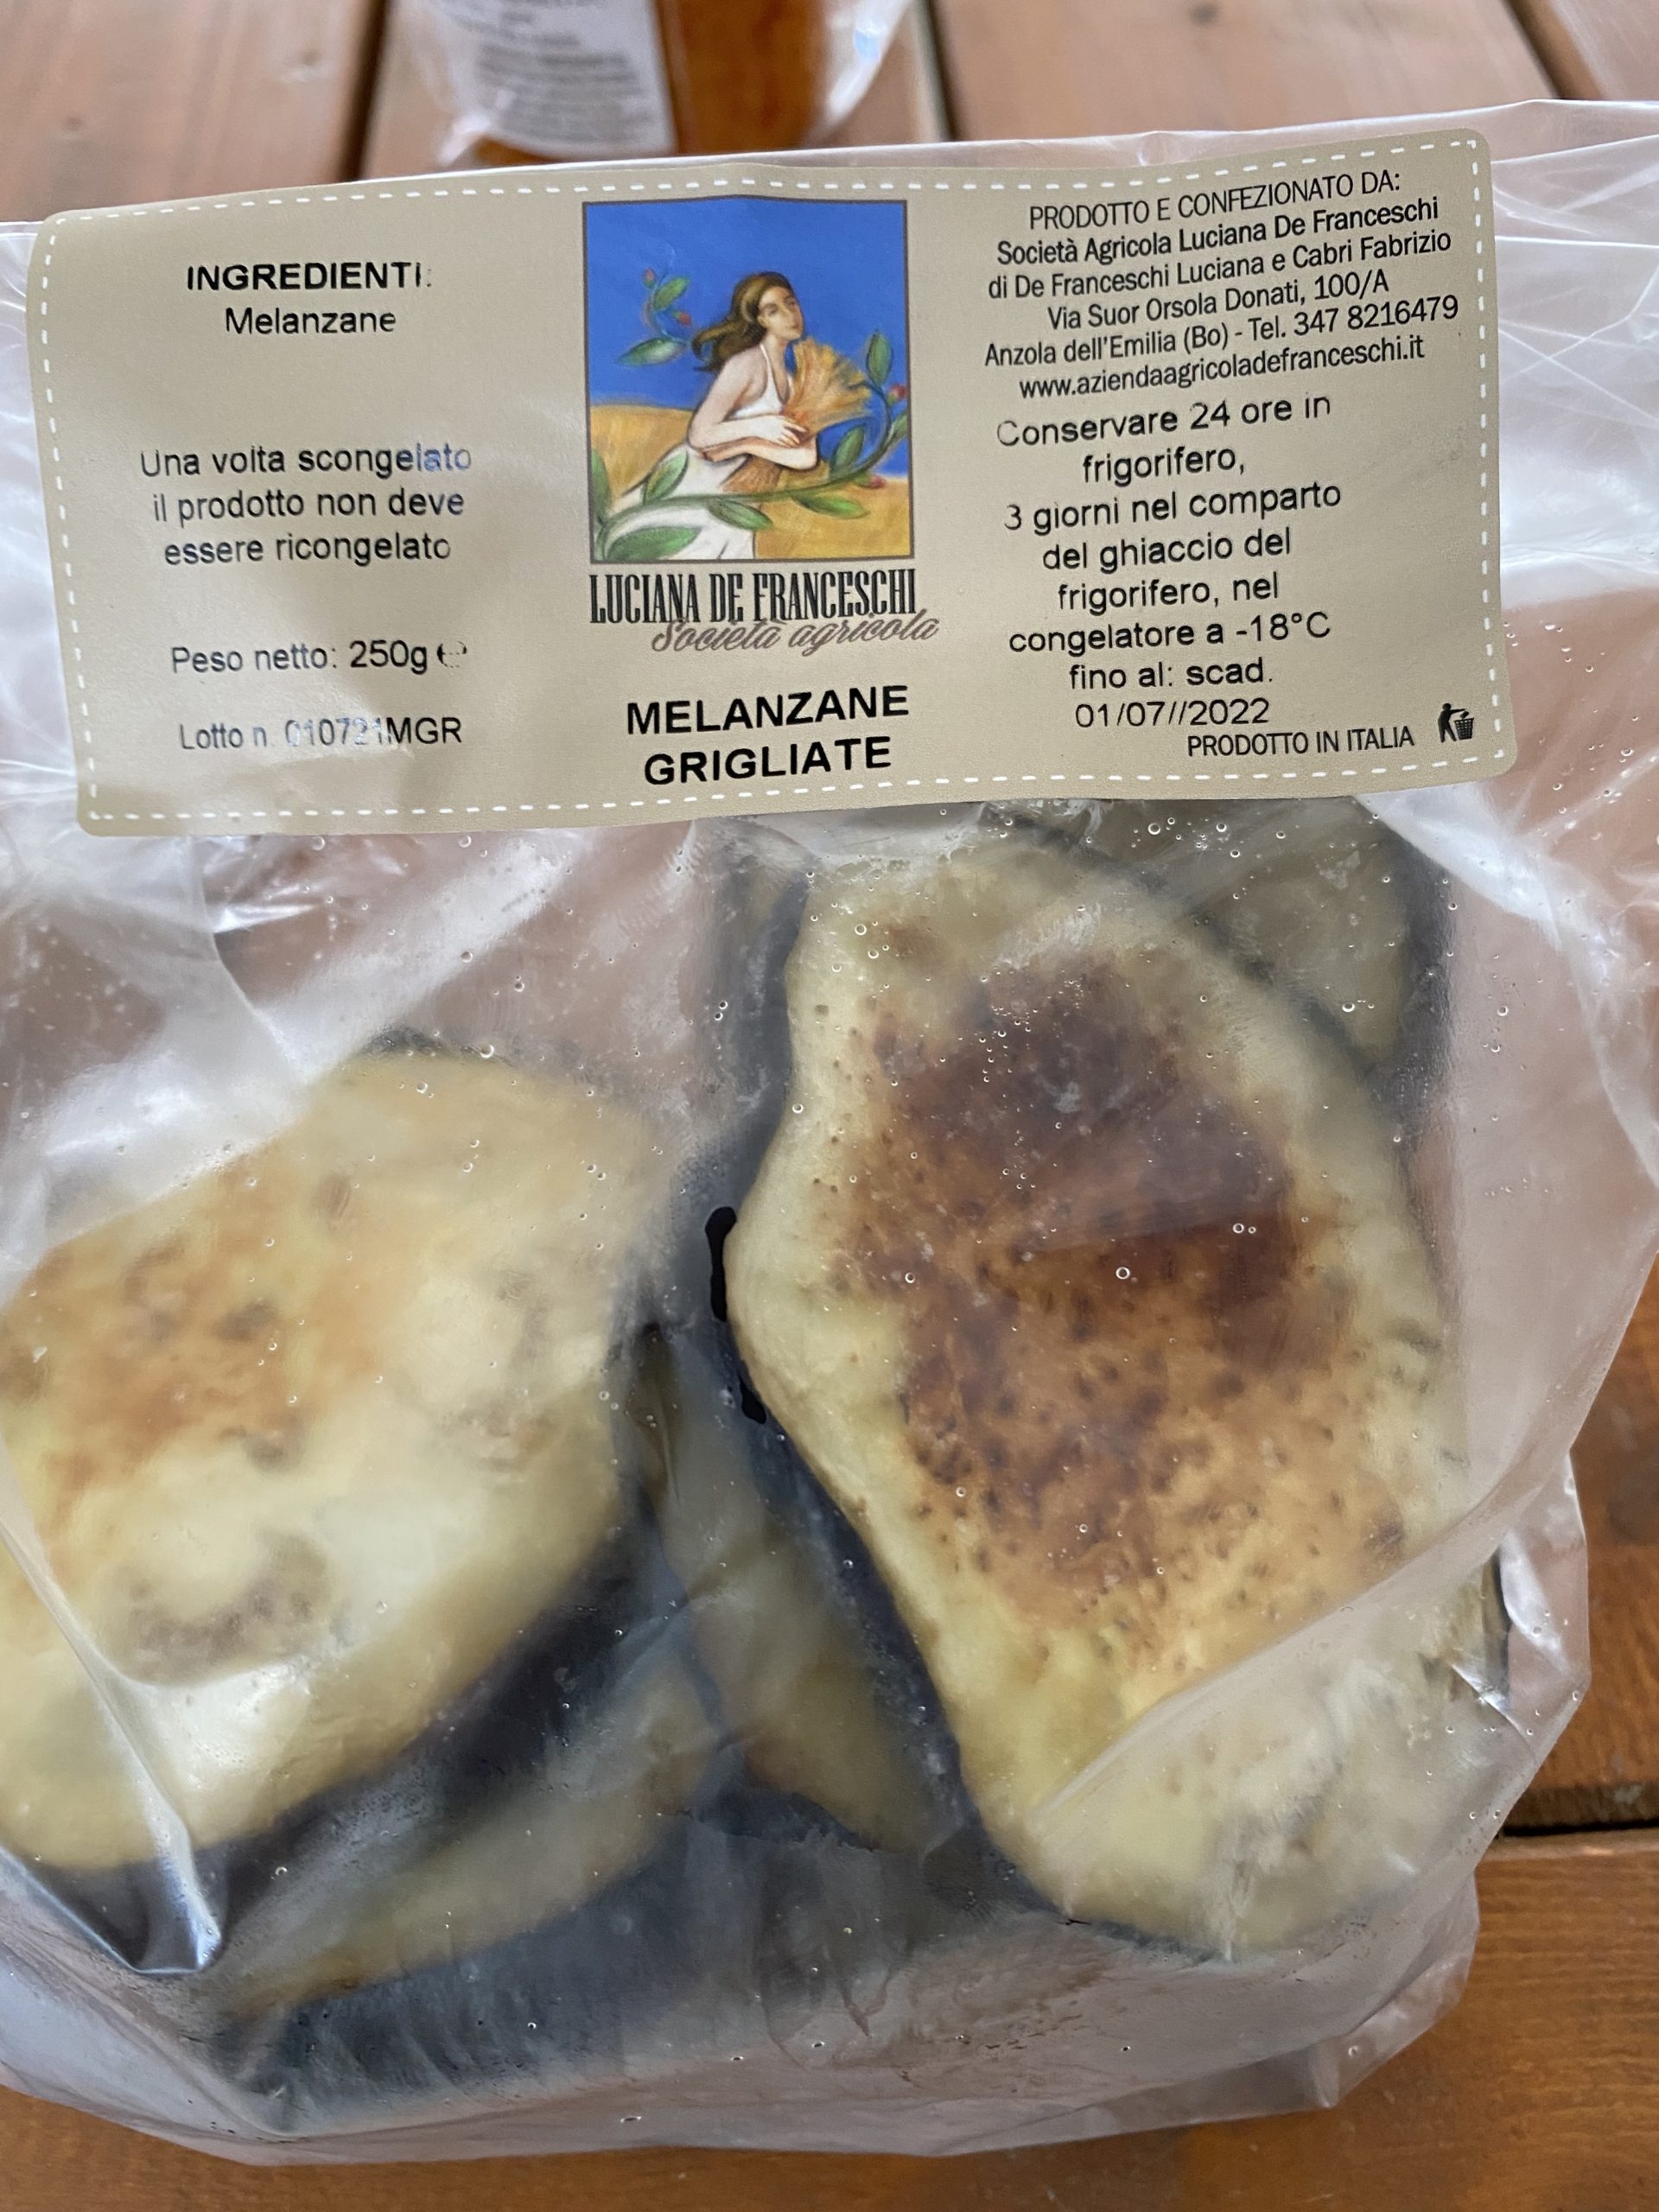 INGREDIENTI:
Melanzane
Una volta scongelato
il prodotto non deve
essere ricongelato
Peso netto: 250g ℮
Lotto n. 010721MGR
LUCIANA DE FRANCESCHI
Società agricola
MELANZANE
GRIGLIATE
PRODOTTO E CONFEZIONATO DA:
Società Agricola Luciana De Franceschi
di De Franceschi Luciana e Cabri Fabrizio
Via Suor Orsola Donati, 100/A
Anzola dell'Emilia (Bo) - Tel. 347 8216479
www.aziendaagricoladefranceschi.it
Conservare 24 ore in
frigorifero,
3 giorni nel comparto
del ghiaccio del
frigorifero, nel
congelatore a -18°C
fino al: scad.
01/07//2022
PRODOTTO IN ITALIA